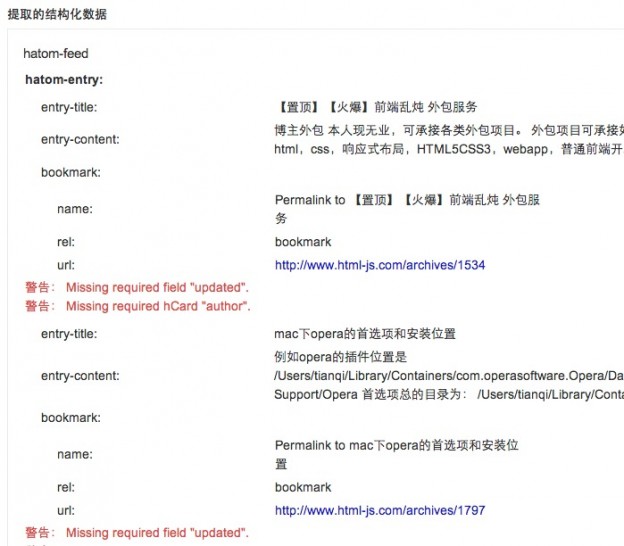 提取的结构化数据
hatom-feed
hatom-entry:
entry-title: 【置顶】【火爆】前端乱炖 外包服务
entry-content: 博主外包 本人现无业，可承接各类外包项目。 外包项目可承接如
html，css，响应式布局，HTML5CSS3，webapp，普通前端开
bookmark:
name: Permalink to 【置顶】【火爆】前端乱炖 外包服
务
rel: bookmark
url: http://www.html-js.com/archives/1534
警告： Missing required field "updated".
警告： Missing required hCard "author".
entry-title: mac下opera的首选项和安装位置
entry-content: 例如opera的插件位置是
/Users/tianqi/Library/Containers/com.operasoftware.Opera/Da
Support/Opera 首选项总的目录为： /Users/tianqi/Library/Conta
bookmark:
name: Permalink to mac下opera的首选项和安装位
置
rel: bookmark
url: http://www.html-js.com/archives/1797
警告： Missing required field "updated".